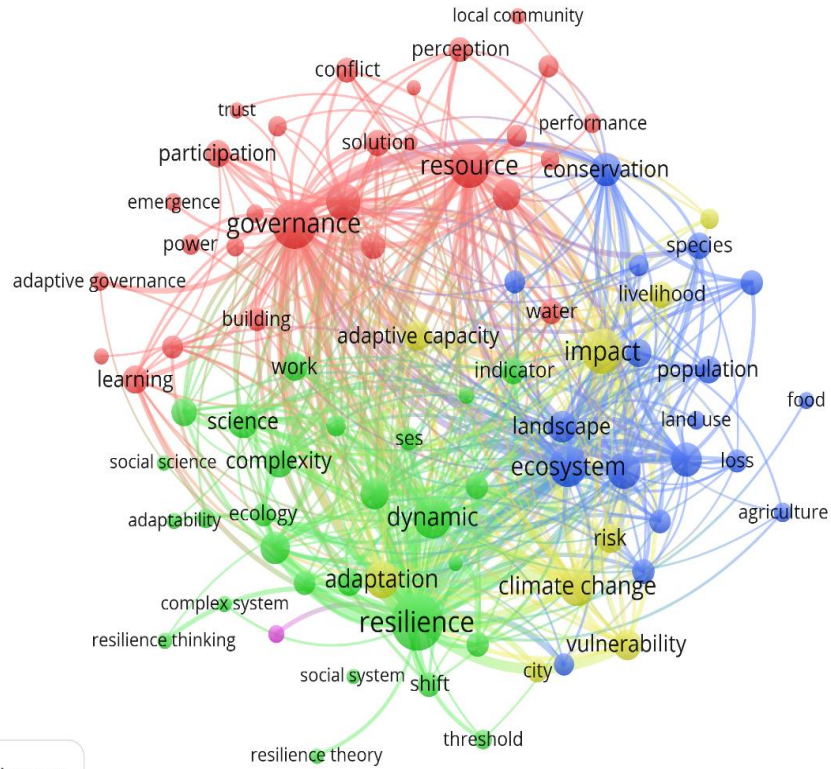 local community
perception
conflict
trust
performance
solution
participation
resource
conservation
emergence
governance
power
species
adaptive governance
livelihood
building
water
adaptive capacity
impact
work
indicator
population
learning
food
science
landscape
land use
ses
social science
complexity
ecosystem
loss
adaptability
ecology
dynamic
agriculture
risk
adaptation
climate change
complex system
resilience
resilience thinking
vulnerability
social system
shift
city
threshold
resilience theory